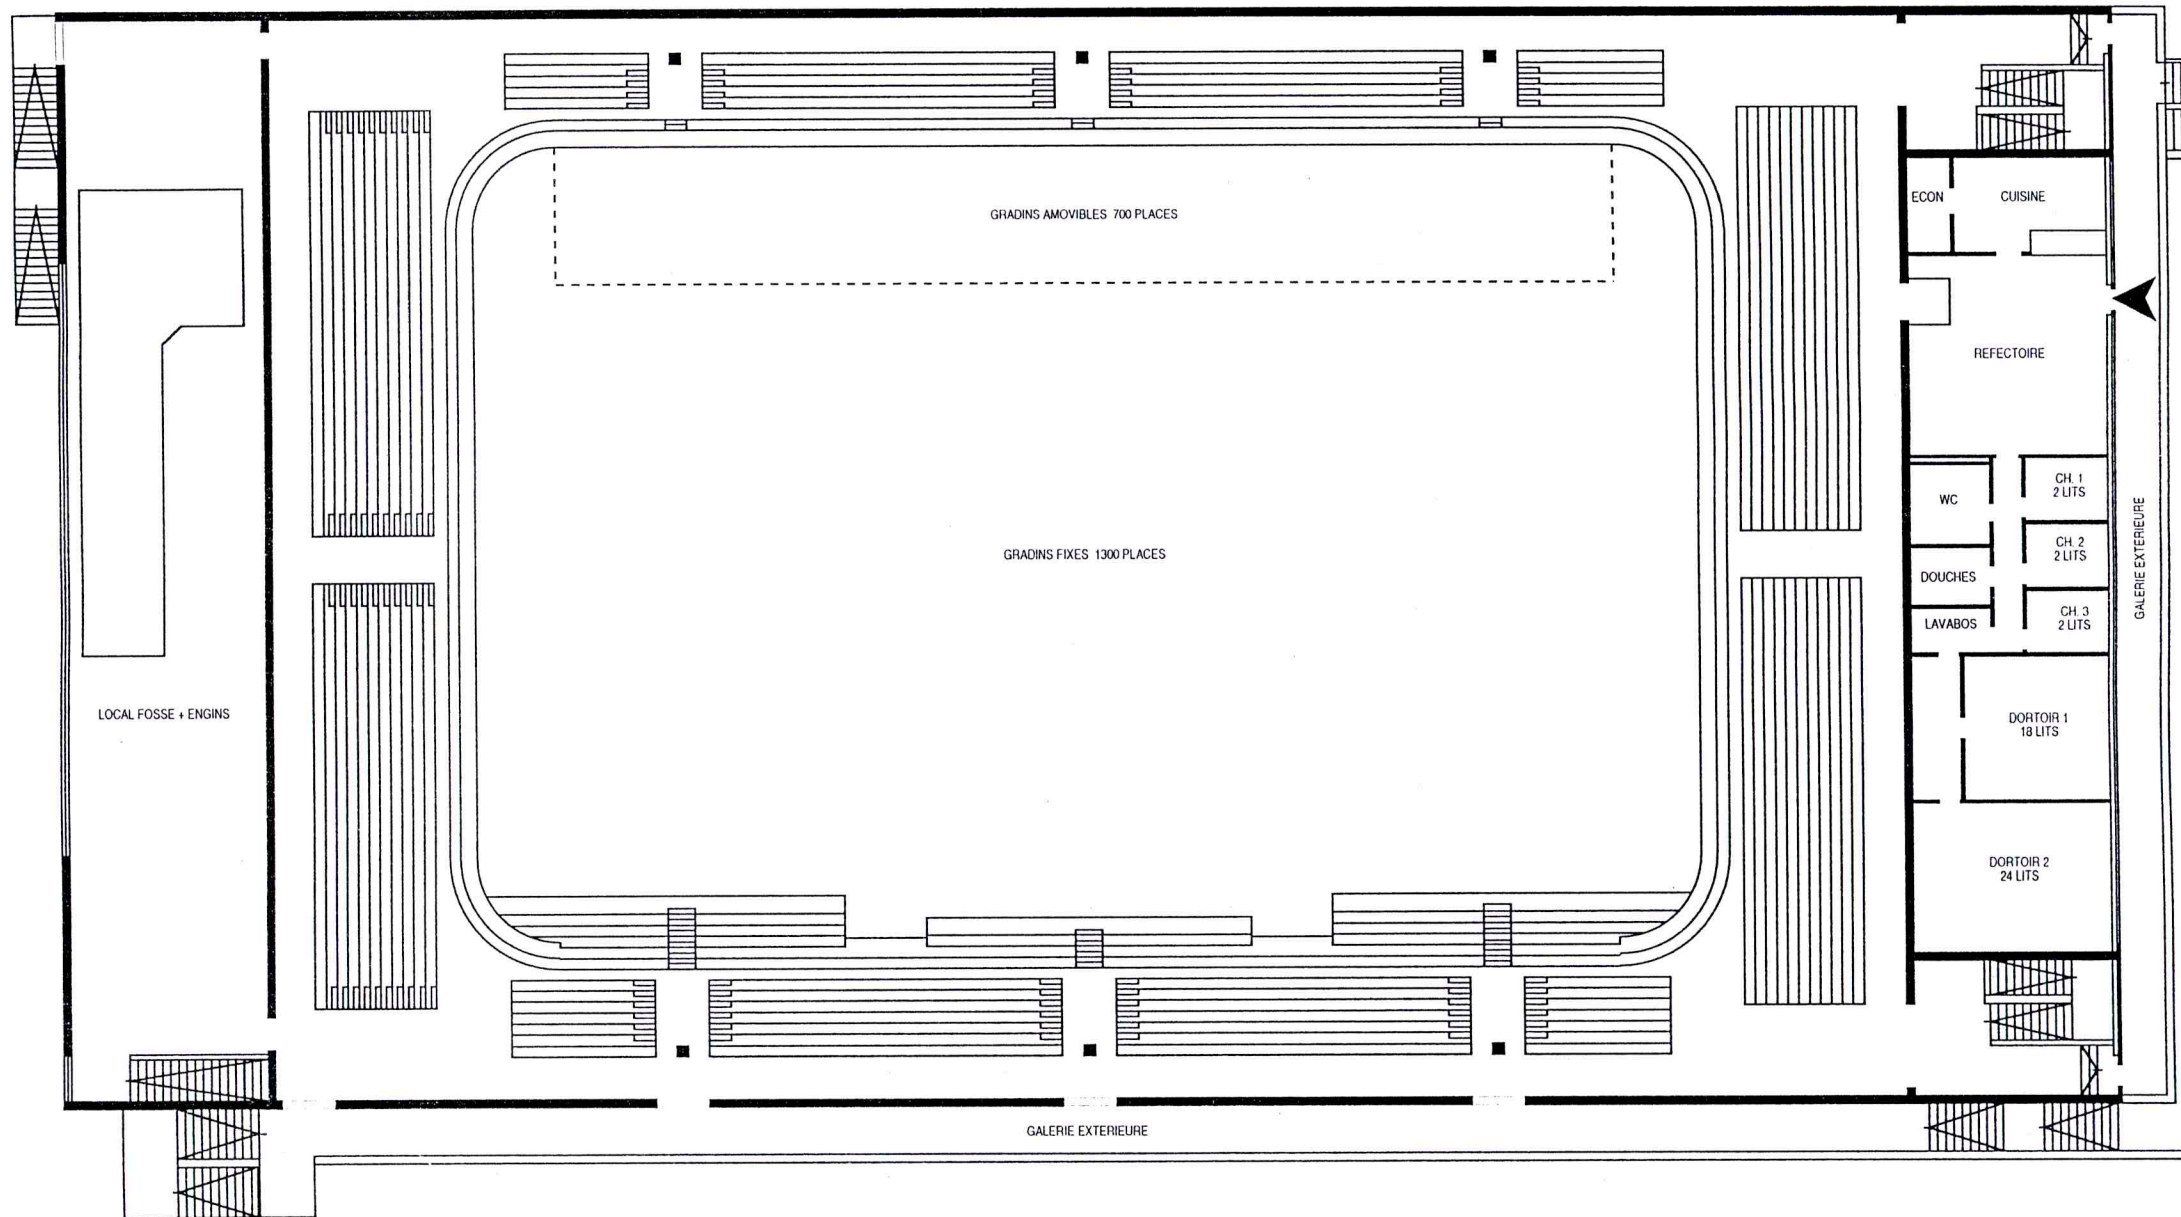 GRADINS AMOVIBLES 700 PLACES
ECON
CUISINE
REFECTOIRE
CH. 1
2 LITS
WC
GRADINS FIXES 1300 PLACES
CH. 2
2 LITS
DOUCHES
CH. 3
2 LITS
LAVABOS
GALERIE EXTERIEURE
LOCAL FOSSE + ENGINS
DORTOIR 1
18 LITS
DORTOIR 2
24 LITS
GALERIE EXTERIEURE